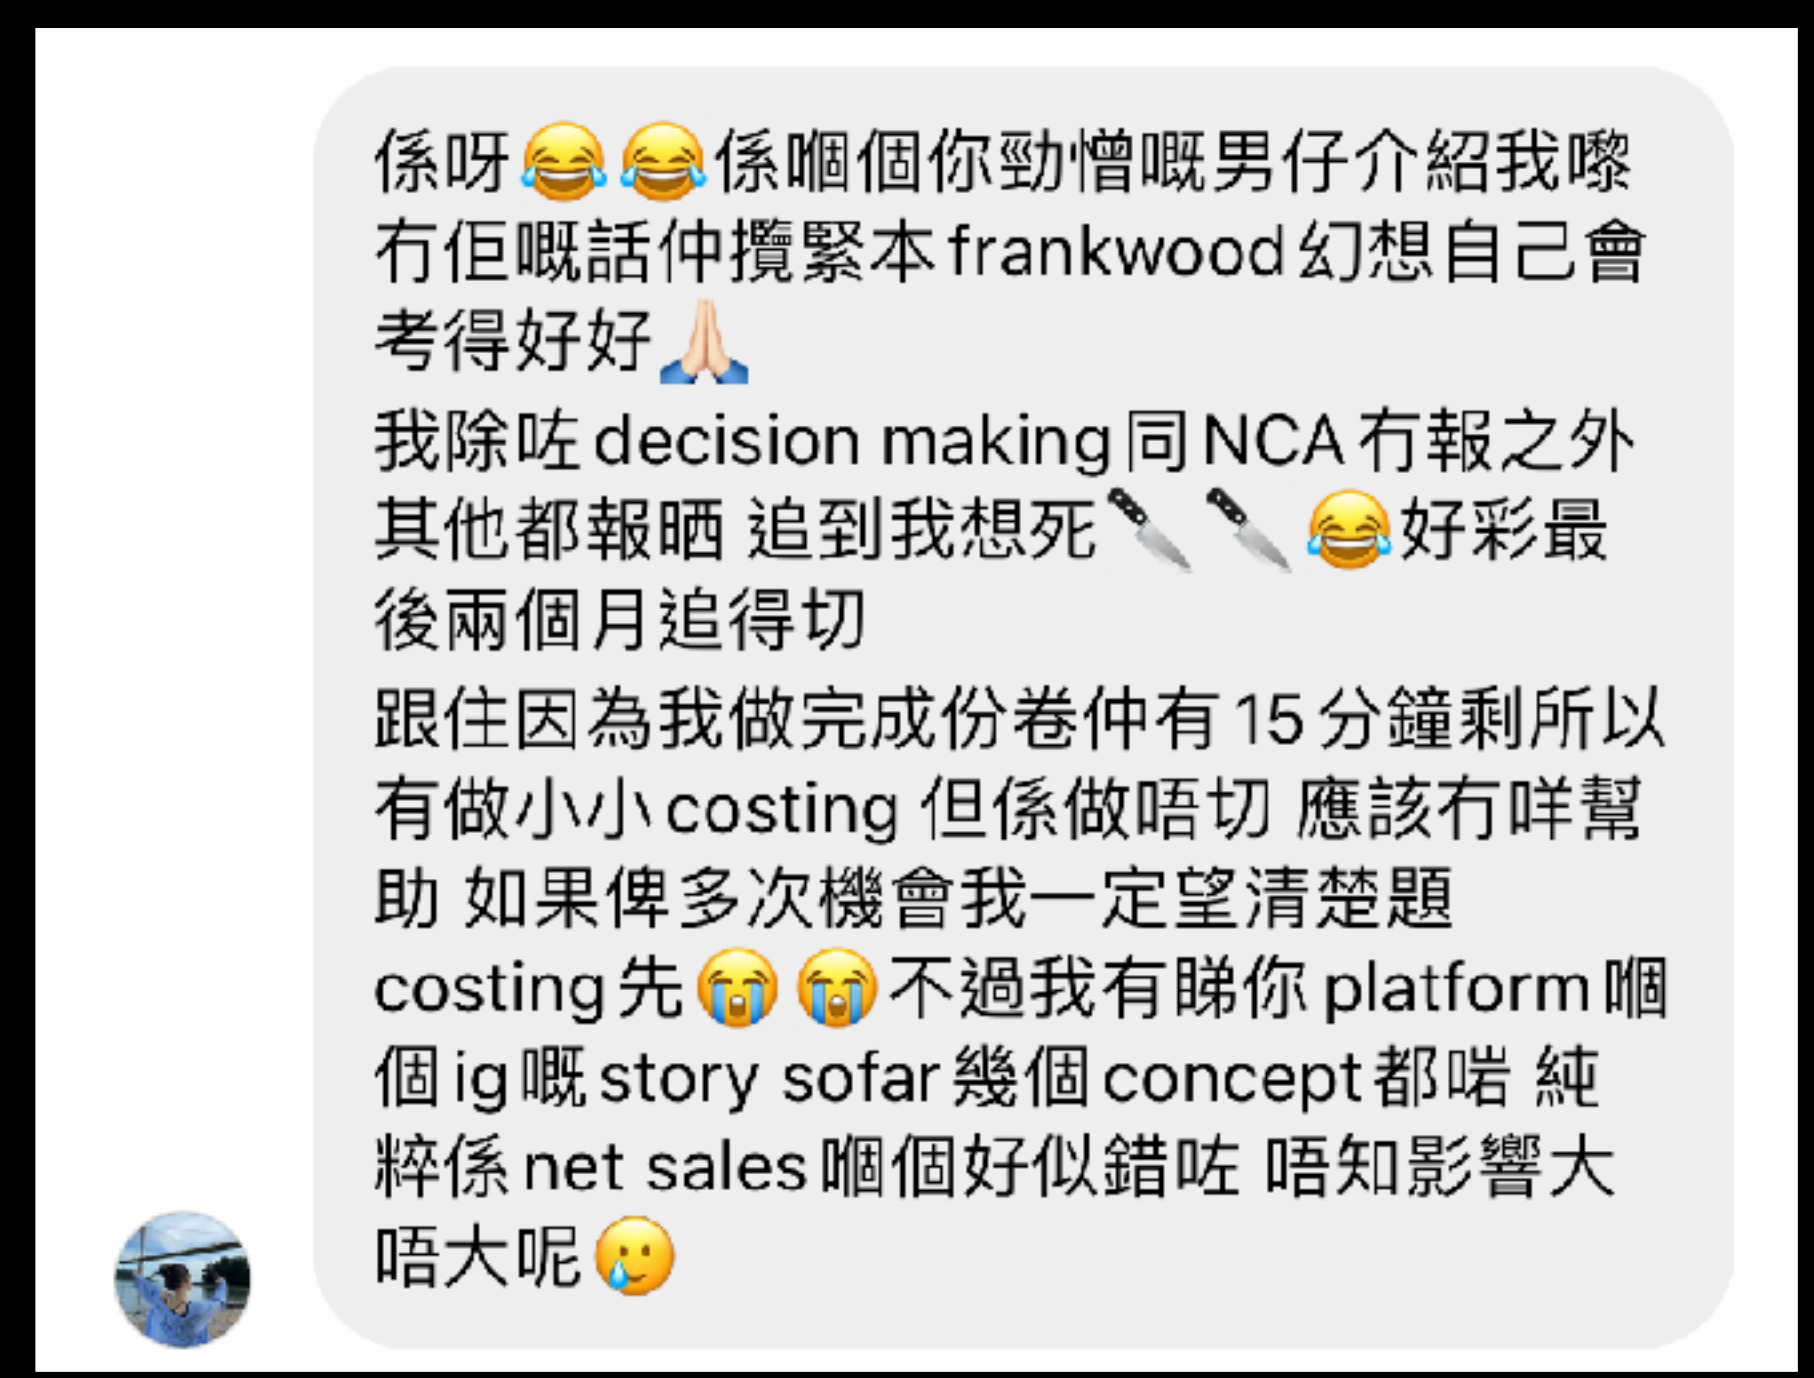 係呀😂😂係嗰個你勁憎嘅男仔介紹我嚟
冇佢嘅話仲攬緊本frankwood幻想自己會
考得好好🙏🏻
我除咗decision making同NCA冇報之外
其他都報晒 追到我想死🔪🔪😂好彩最
後兩個月追得切
跟住因為我做完成份卷仲有15分鐘剩所以
有做小小costing 但係做唔切 應該冇咩幫
助 如果俾多次機會我一定望清楚題
costing先😭😭不過我有睇你platform嗰
個ig嘅story sofar幾個concept都啱 純
粹係net sales嗰個好似錯咗 唔知影響大
唔大呢🥲